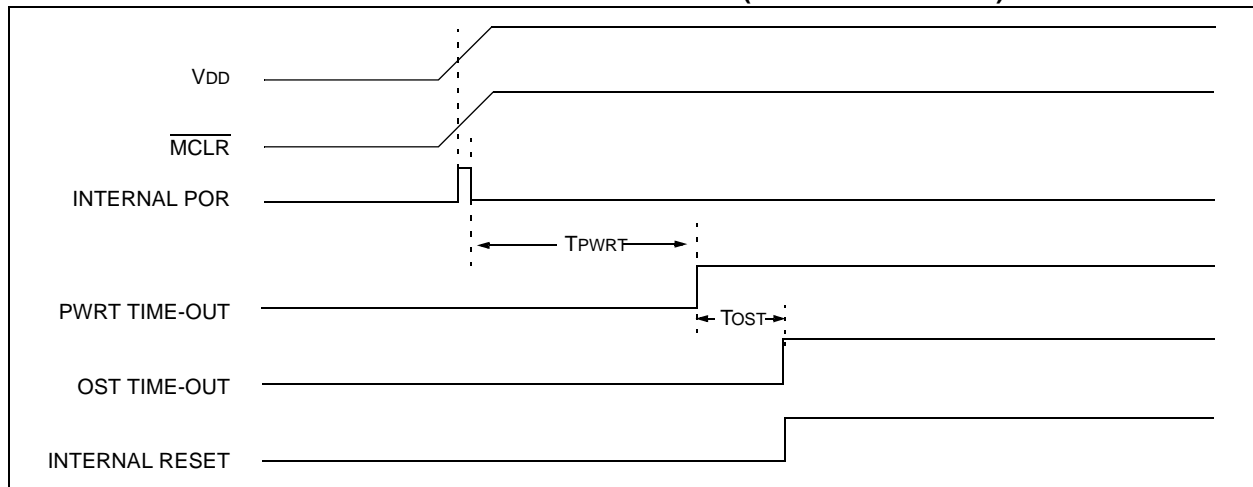 VDD
MCLR
INTERNAL POR
TPWRT
PWRT TIME-OUT
TOST
OST TIME-OUT
INTERNAL RESET